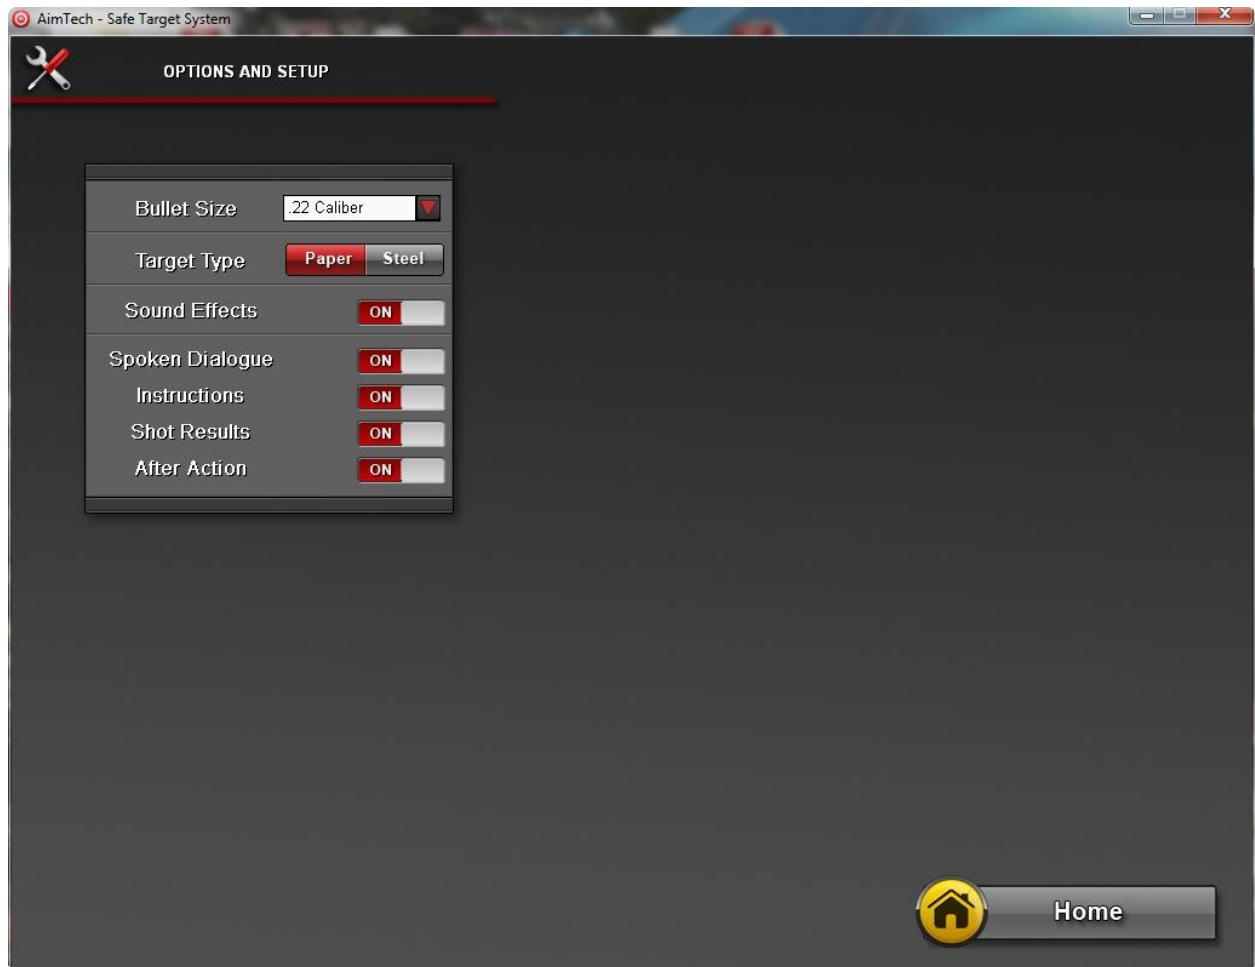 AimTech - Safe Target System
OPTIONS AND SETUP
Bullet Size .22 Caliber
Target Type Paper Steel
Sound Effects ON
Spoken Dialogue ON
Instructions ON
Shot Results ON
After Action ON
Home